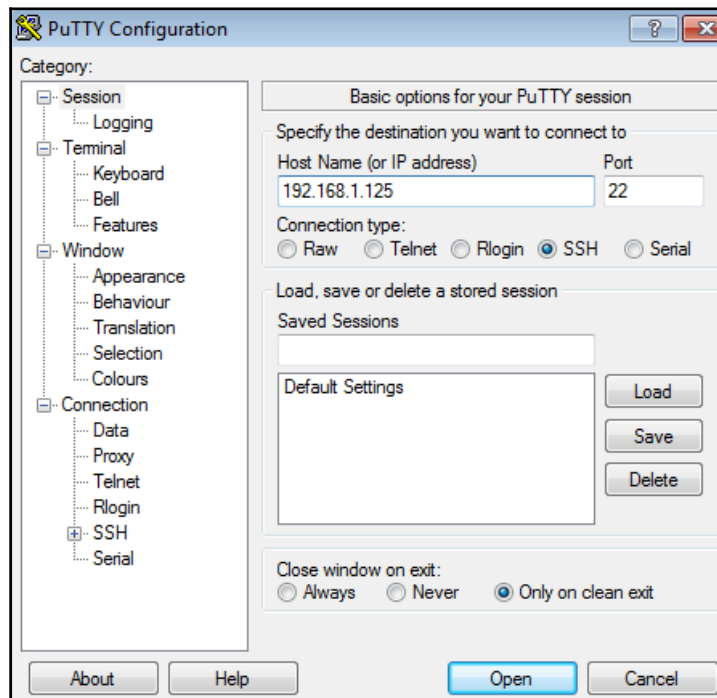 PuTTY Configuration
?
Category:
Session
Logging
Terminal
Keyboard
Bell
Features
Window
Appearance
Behaviour
Translation
Selection
Colours
Connection
Data
Proxy
Telnet
Rlogin
SSH
Serial
Basic options for your PuTTY session
Specify the destination you want to connect to
Host Name (or IP address) Port
192.168.1.125 22
Connection type:
Raw Telnet Rlogin SSH Serial
Load, save or delete a stored session
Saved Sessions
Default Settings
Load
Save
Delete
Close window on exit:
Always Never Only on clean exit
About Help Open Cancel